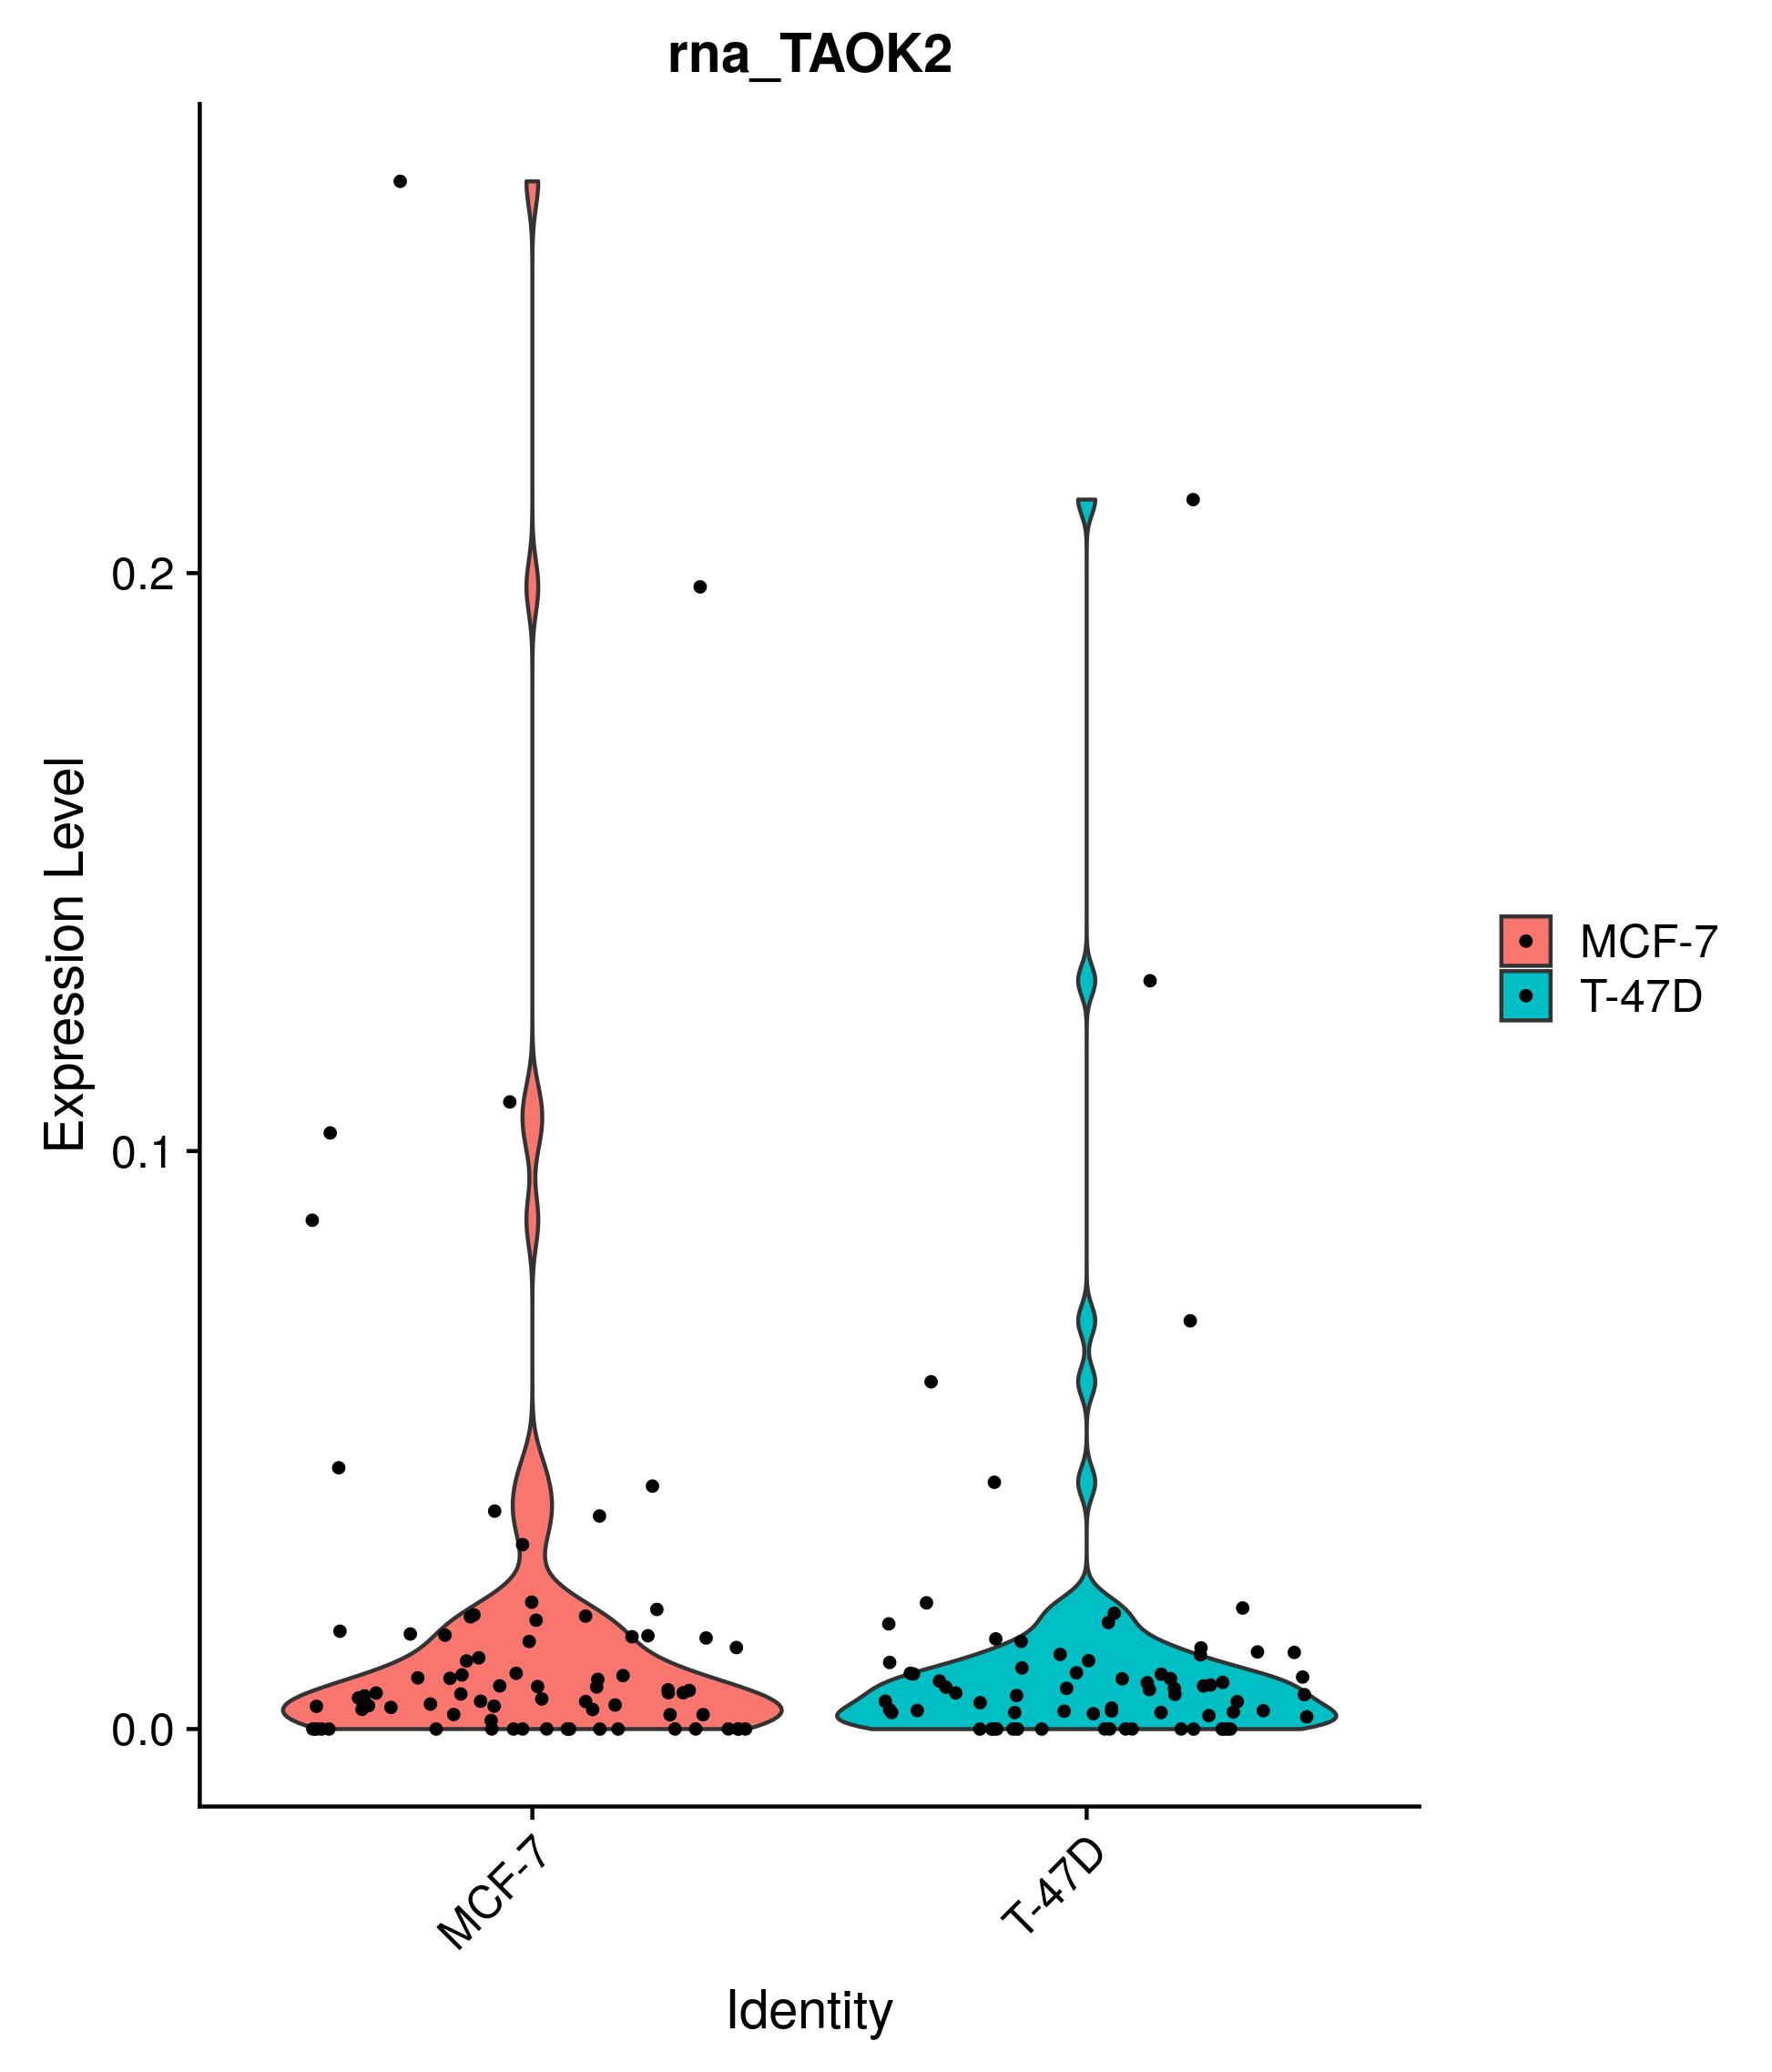 rna_TAOK2
Expression Level
0.2
0.1
0.0
MCF-7
T-47D
Identity
MCF-7
T-47D